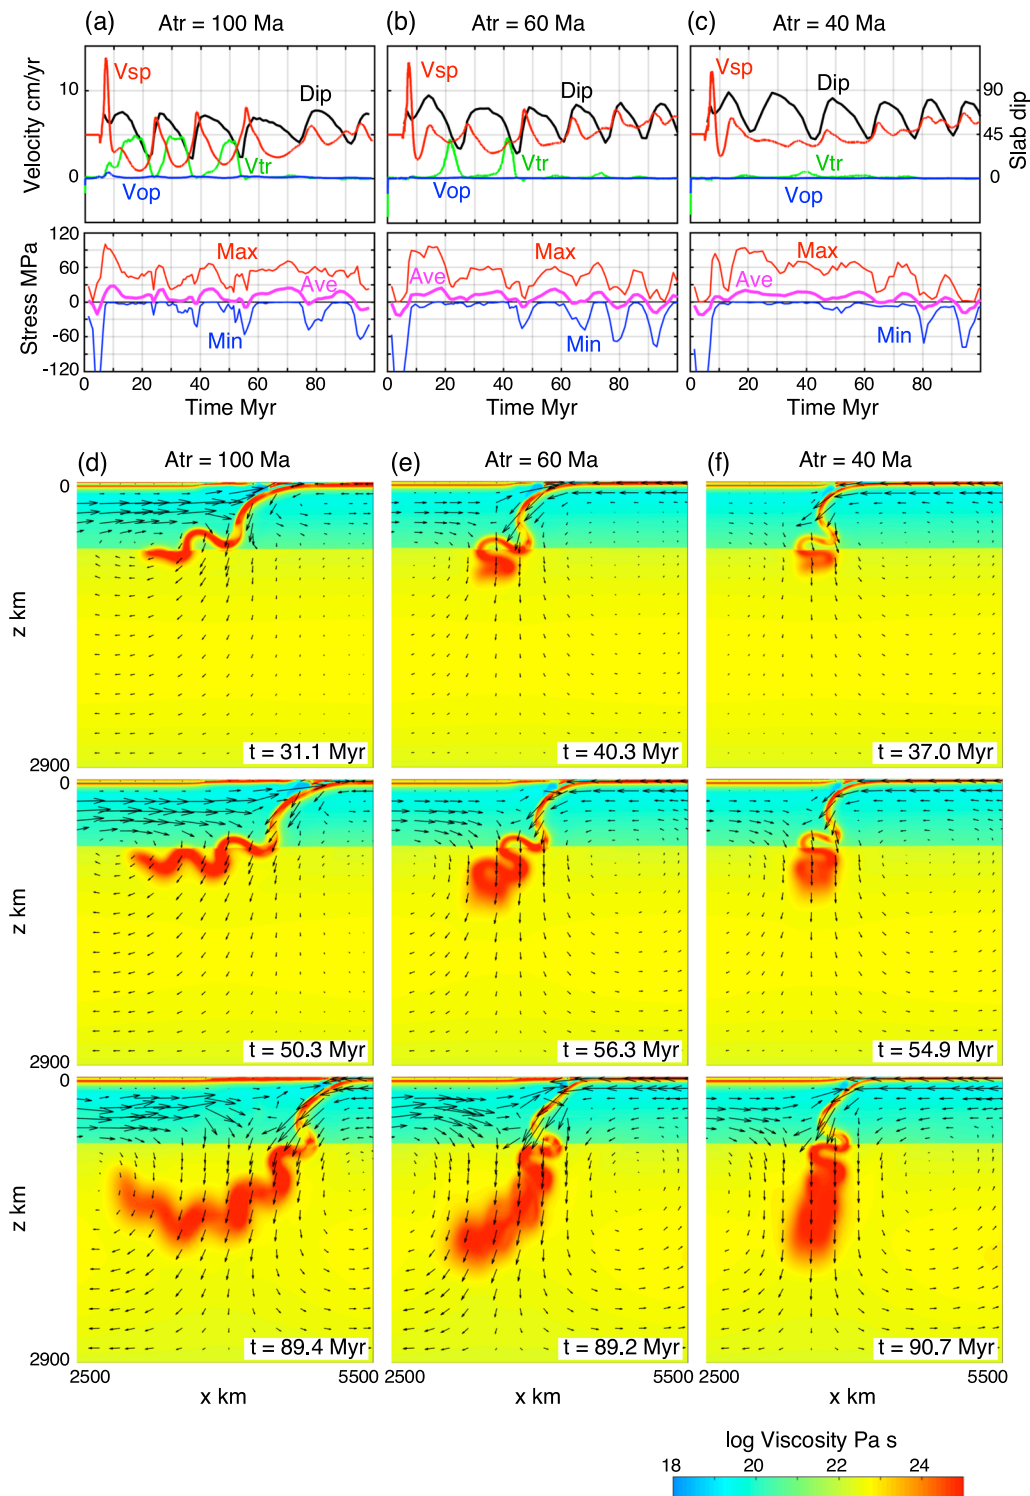 (a) Atr = 100 Ma (b) Atr = 60 Ma (c) Atr = 40 Ma
Velocity cm/yr 10 0 Vsp Dip Vtr Vop
Vsp Dip Vtr Vop
Vsp Dip Vtr Vop 90 45 0 Slab dip
Stress MPa 120 60 0 -60 -120 Max Ave Min
Ave Max Min
Ave Max Min
0 20 40 60 80 0 20 40 60 80 0 20 40 60 80 100
Time Myr Time Myr Time Myr
(d) Atr = 100 Ma (e) Atr = 60 Ma (f) Atr = 40 Ma
0
z km
t = 31.1 Myr t = 40.3 Myr t = 37.0 Myr
2900
0
z km
t = 50.3 Myr t = 56.3 Myr t = 54.9 Myr
2900
0
z km
t = 89.4 Myr t = 89.2 Myr t = 90.7 Myr
2900
2500 5500 2500 5500 2500 5500
x km x km x km
log Viscosity Pa s
18 20 22 24